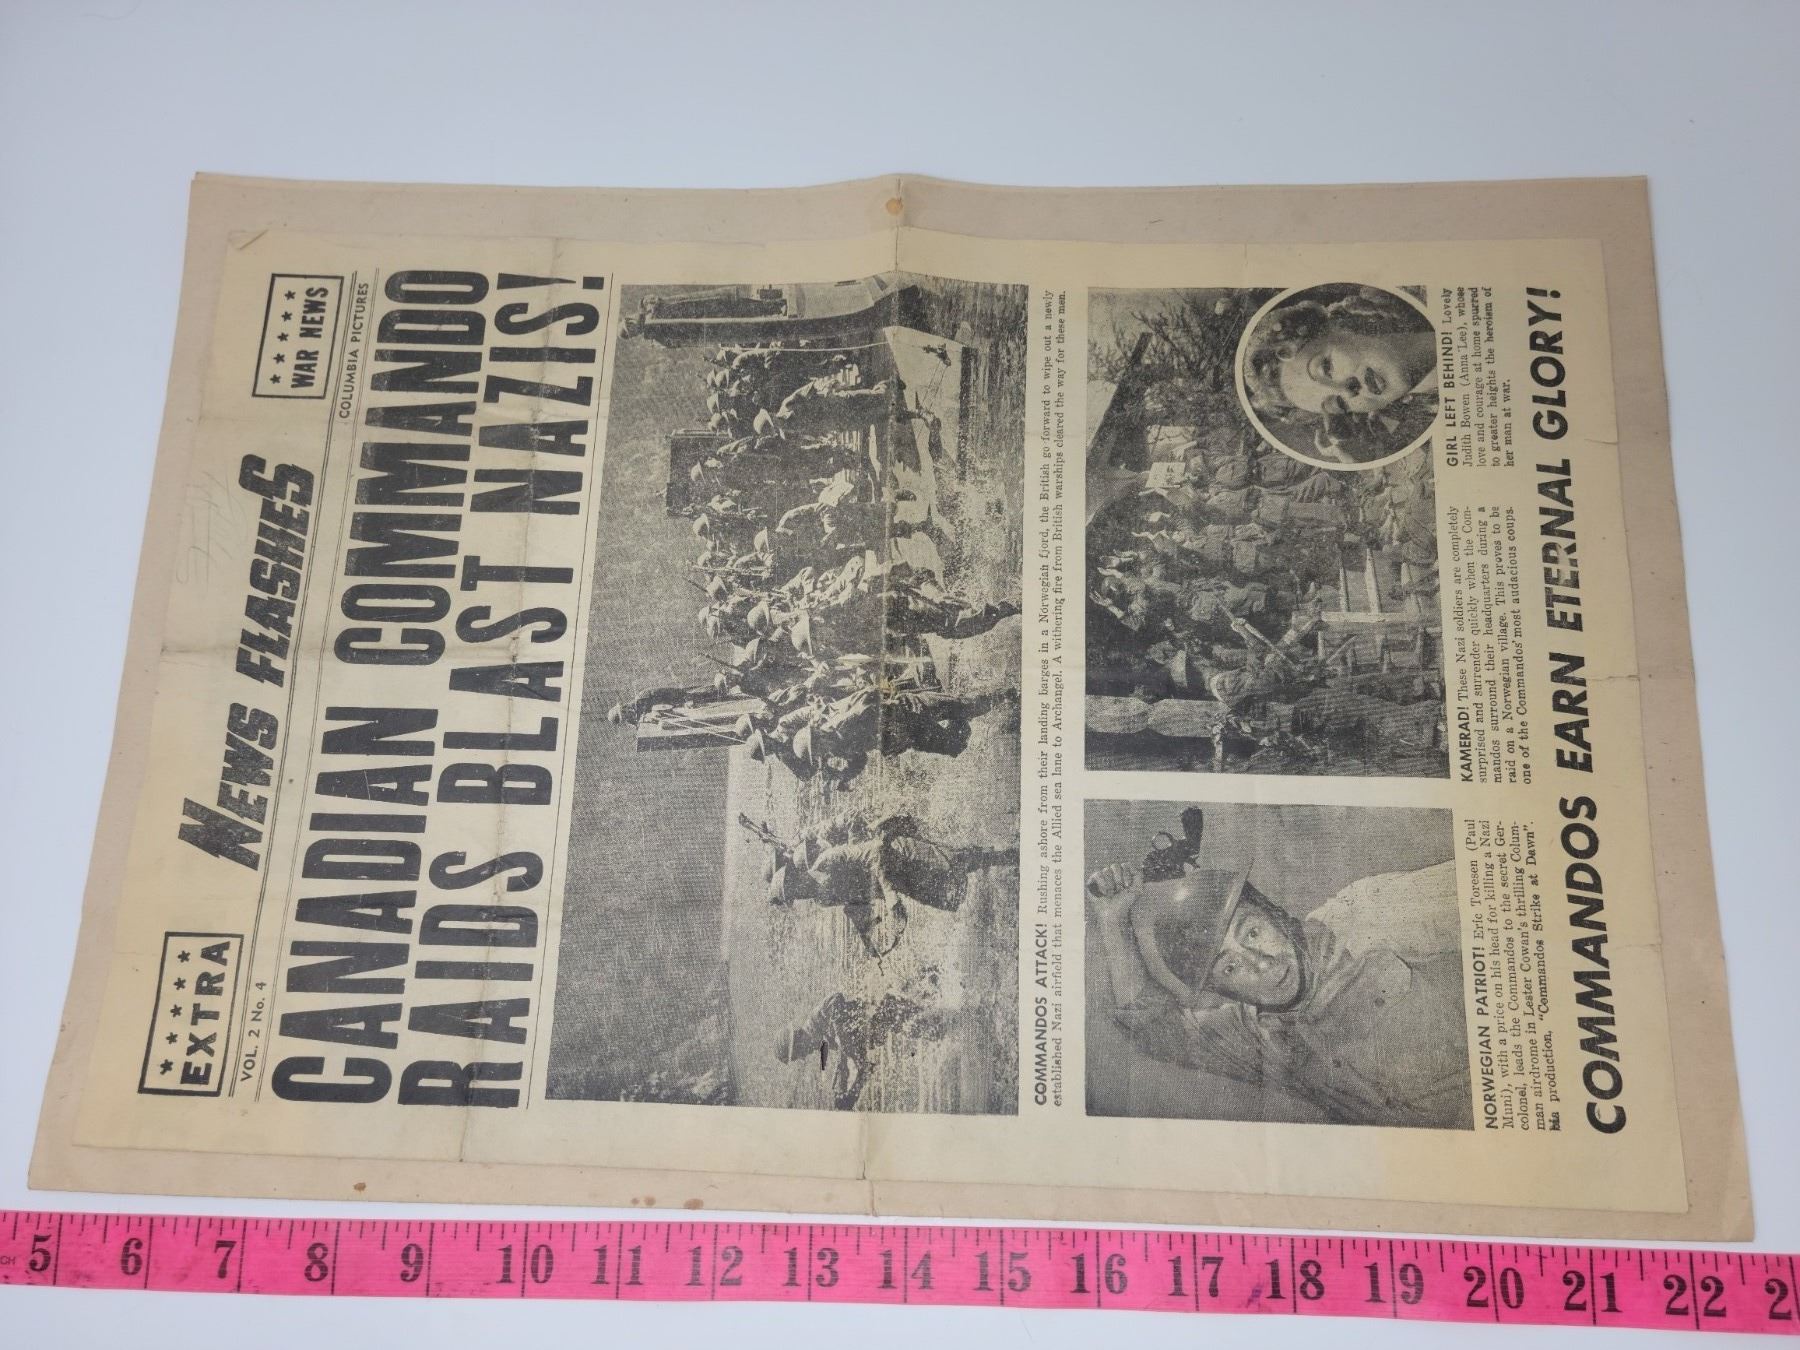 ★ ★ ★ ★ ★
EXTRA
NEWS FLASHES
★ ★ ★ ★ ★
WAR NEWS
VOL. 2 No. 4
COLUMBIA PICTURES
CANADIAN COMMANDO
RAIDS BLAST NAZIS!
COMMANDOS ATTACK! Rushing ashore from their landing barges in a Norwegian fjord, the British go forward to wipe out a newly
established Nazi airfield that menaces the Allied sea lane to Archangel. A withering fire from British warships cleared the way for these men.
NORWEGIAN PATRIOT! Eric Toresen (Paul
Muni), with a price on his head for killing a Nazi
colonel, leads the Commandos to the secret Ger-
man airdrome in Lester Cowan's thrilling Colum-
bia production, "Commandos Strike at Dawn".
KAMERAD! These Nazi soldiers are completely
surprised and surrender quickly when the Com-
mandos surround their headquarters during a
raid on a Norwegian village. This proves to be
one of the Commandos' most audacious coups.
GIRL LEFT BEHIND! Lovely
Judith Bowen (Anna Lee), whose
love and courage at home spurred
to greater heights the heroism of
her man at war.
COMMANDOS EARN ETERNAL GLORY!
5 6 7 8 9 10 11 12 13 14 15 16 17 18 19 20 21 22 2